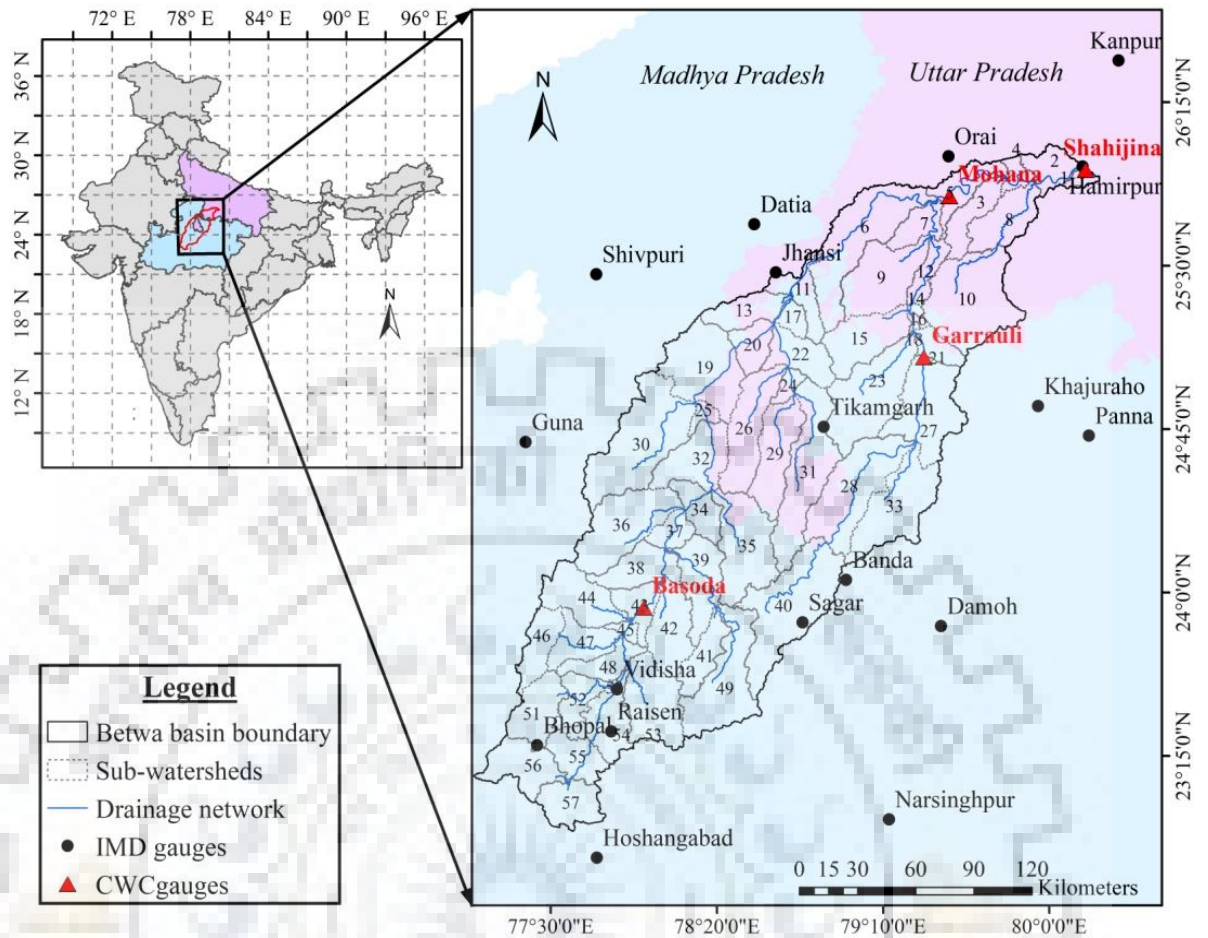 72° E 78° E 84° E 90° E 96° E
36° N
30° N
24° N
18° N
12° N
N
Madhya Pradesh
Uttar Pradesh
Kanpur
N
Orai
Shahijina
Mohana
Hamirpur
Datia
Shivpuri
Jhansi
Garrauli
Khajuraho
Panna
Guna
Tikamgarh
Banda
Basoda
Sagar
Damoh
Vidisha
Raisen
Bhopal
Narsinghpur
Hoshangabad
4
2
1
3
7
6
8
9
12
10
11
14
13
17
16
15
18
20
22
21
19
24
23
25
26
27
30
32
29
31
28
33
34
36
37
35
39
38
40
44
43
45
42
46
47
41
48
49
52
51
54
53
55
56
57
26°15'0"N
25°30'0"N
24°45'0"N
24°0'0"N
23°15'0"N
77°30'0"E 78°20'0"E 79°10'0"E 80°0'0"E
0 15 30 60 90 120
Kilometers
Legend
Betwa basin boundary
Sub-watersheds
Drainage network
IMD gauges
CWCgauges